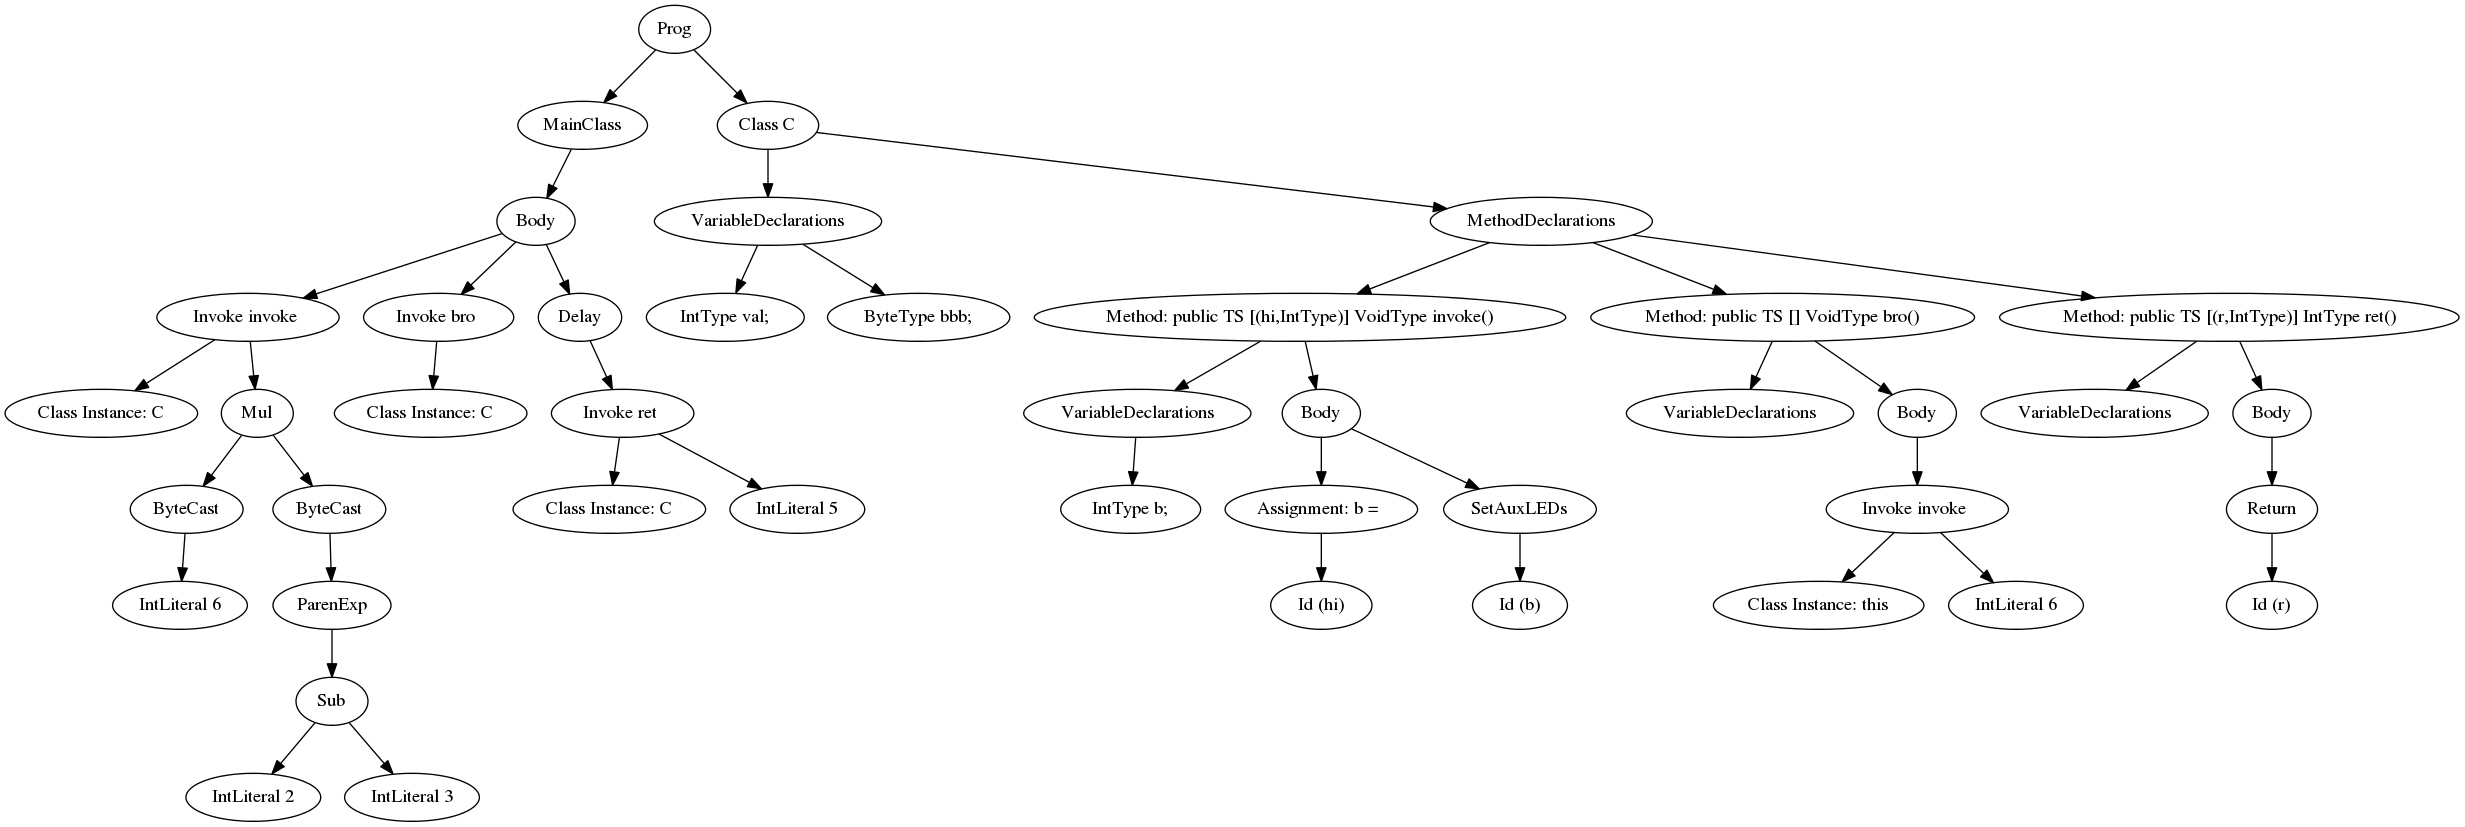 Prog
MainClass
Class C
Body
VariableDeclarations
MethodDeclarations
Invoke invoke
Invoke bro
Delay
IntType val;
ByteType bbb;
Method: public TS [(hi,IntType)] VoidType invoke()
Method: public TS [] VoidType bro()
Method: public TS [(r,IntType)] IntType ret()
Class Instance: C
Mul
Class Instance: C
Invoke ret
VariableDeclarations
Body
VariableDeclarations
Body
VariableDeclarations
Body
ByteCast
ByteCast
Class Instance: C
IntLiteral 5
IntType b;
Assignment: b =
SetAuxLEDs
Invoke invoke
Return
IntLiteral 6
ParenExp
Id (hi)
Id (b)
Class Instance: this
IntLiteral 6
Id (r)
Sub
IntLiteral 2
IntLiteral 3